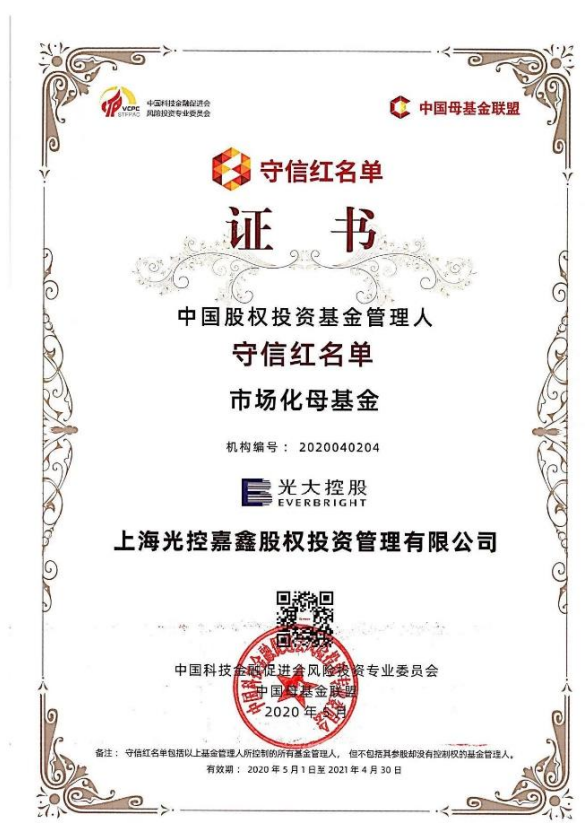 VCPC
STFPAC
中国科技金融促进会
风险投资专业委员会
中国母基金联盟
守信红名单
证 书
中国股权投资基金管理人
守信红名单
市场化母基金
机构编号： 2020040204
光大控股
EVERBRIGHT
上海光控嘉鑫股权投资管理有限公司
中国科技金融促进会风险投资专业委员会
中国母基金联盟
2020 年 5 月
备注： 守信红名单包括以上基金管理人所控制的所有基金管理人， 但不包括其参股却没有控制权的基金管理人。
有效期： 2020 年 5 月 1 日至 2021 年 4 月 30 日